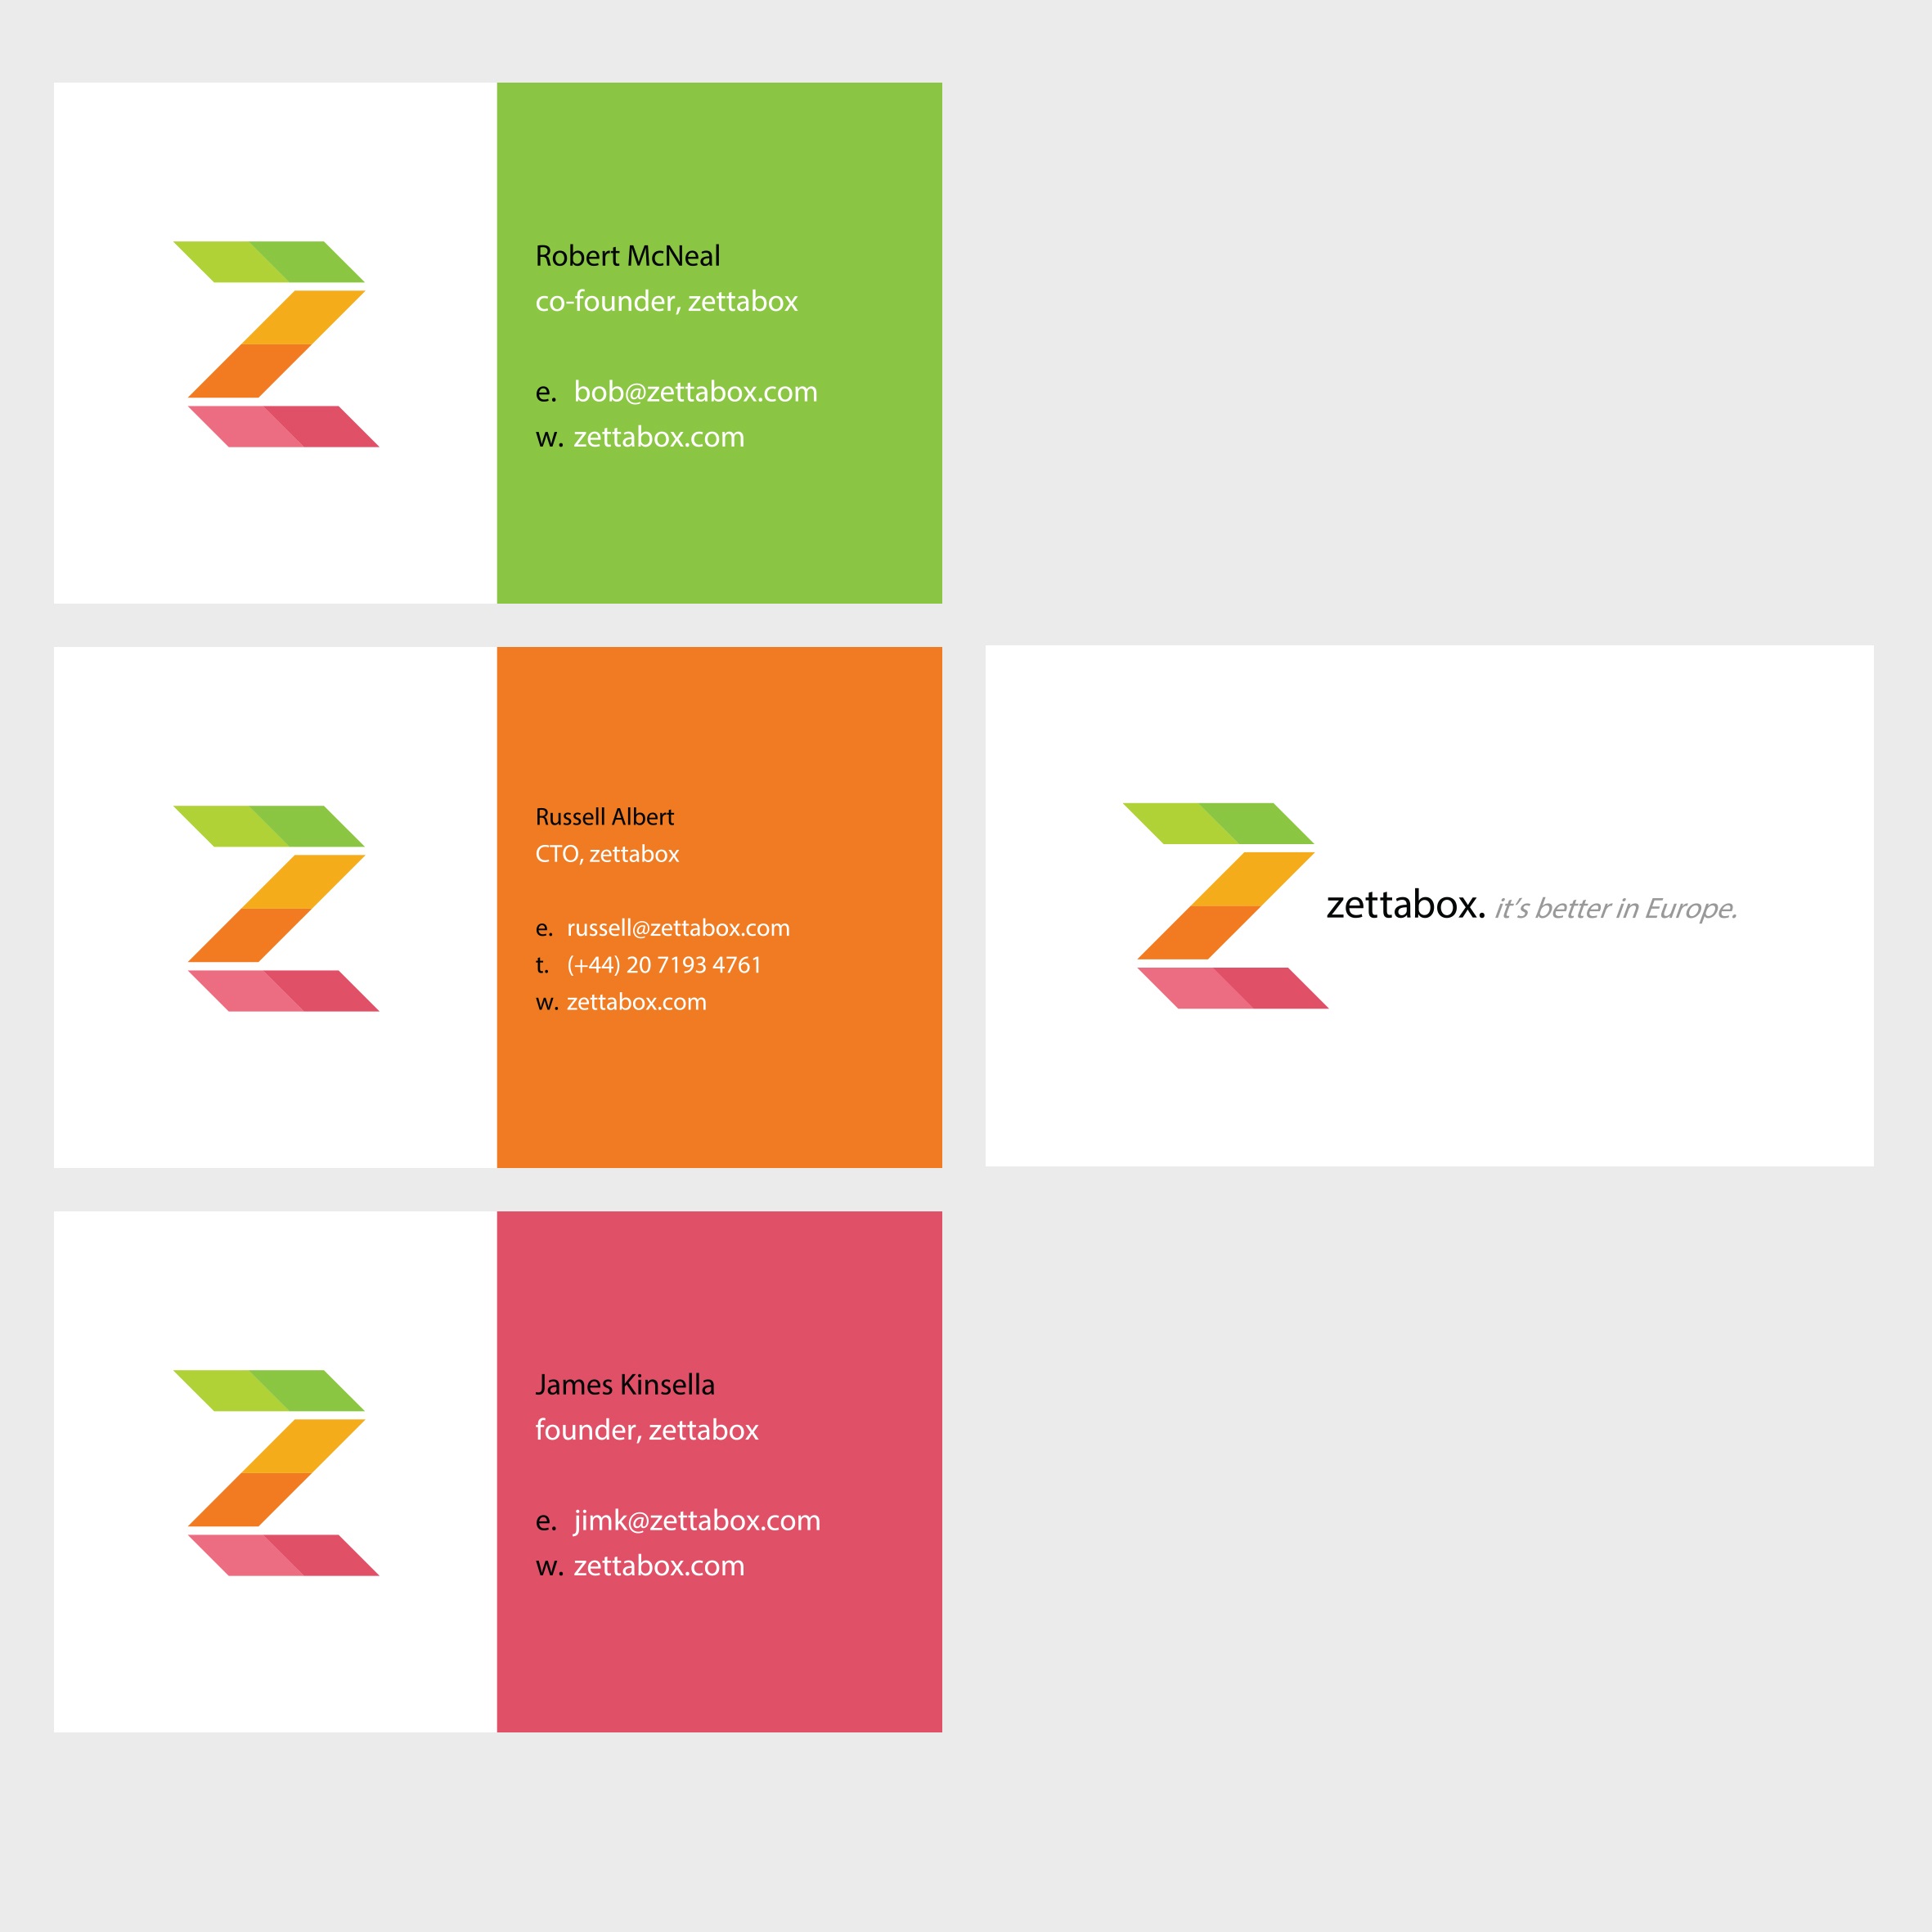 Robert McNeal
co-founder, zettabox
e. bob@zettabox.com
w. zettabox.com
Russell Albert
CTO, zettabox
e. russell@zettabox.com
t. (+44) 20 7193 4761
w. zettabox.com
zettabox. it's better in Europe.
James Kinsella
founder, zettabox
e. jimk@zettabox.com
w. zettabox.com